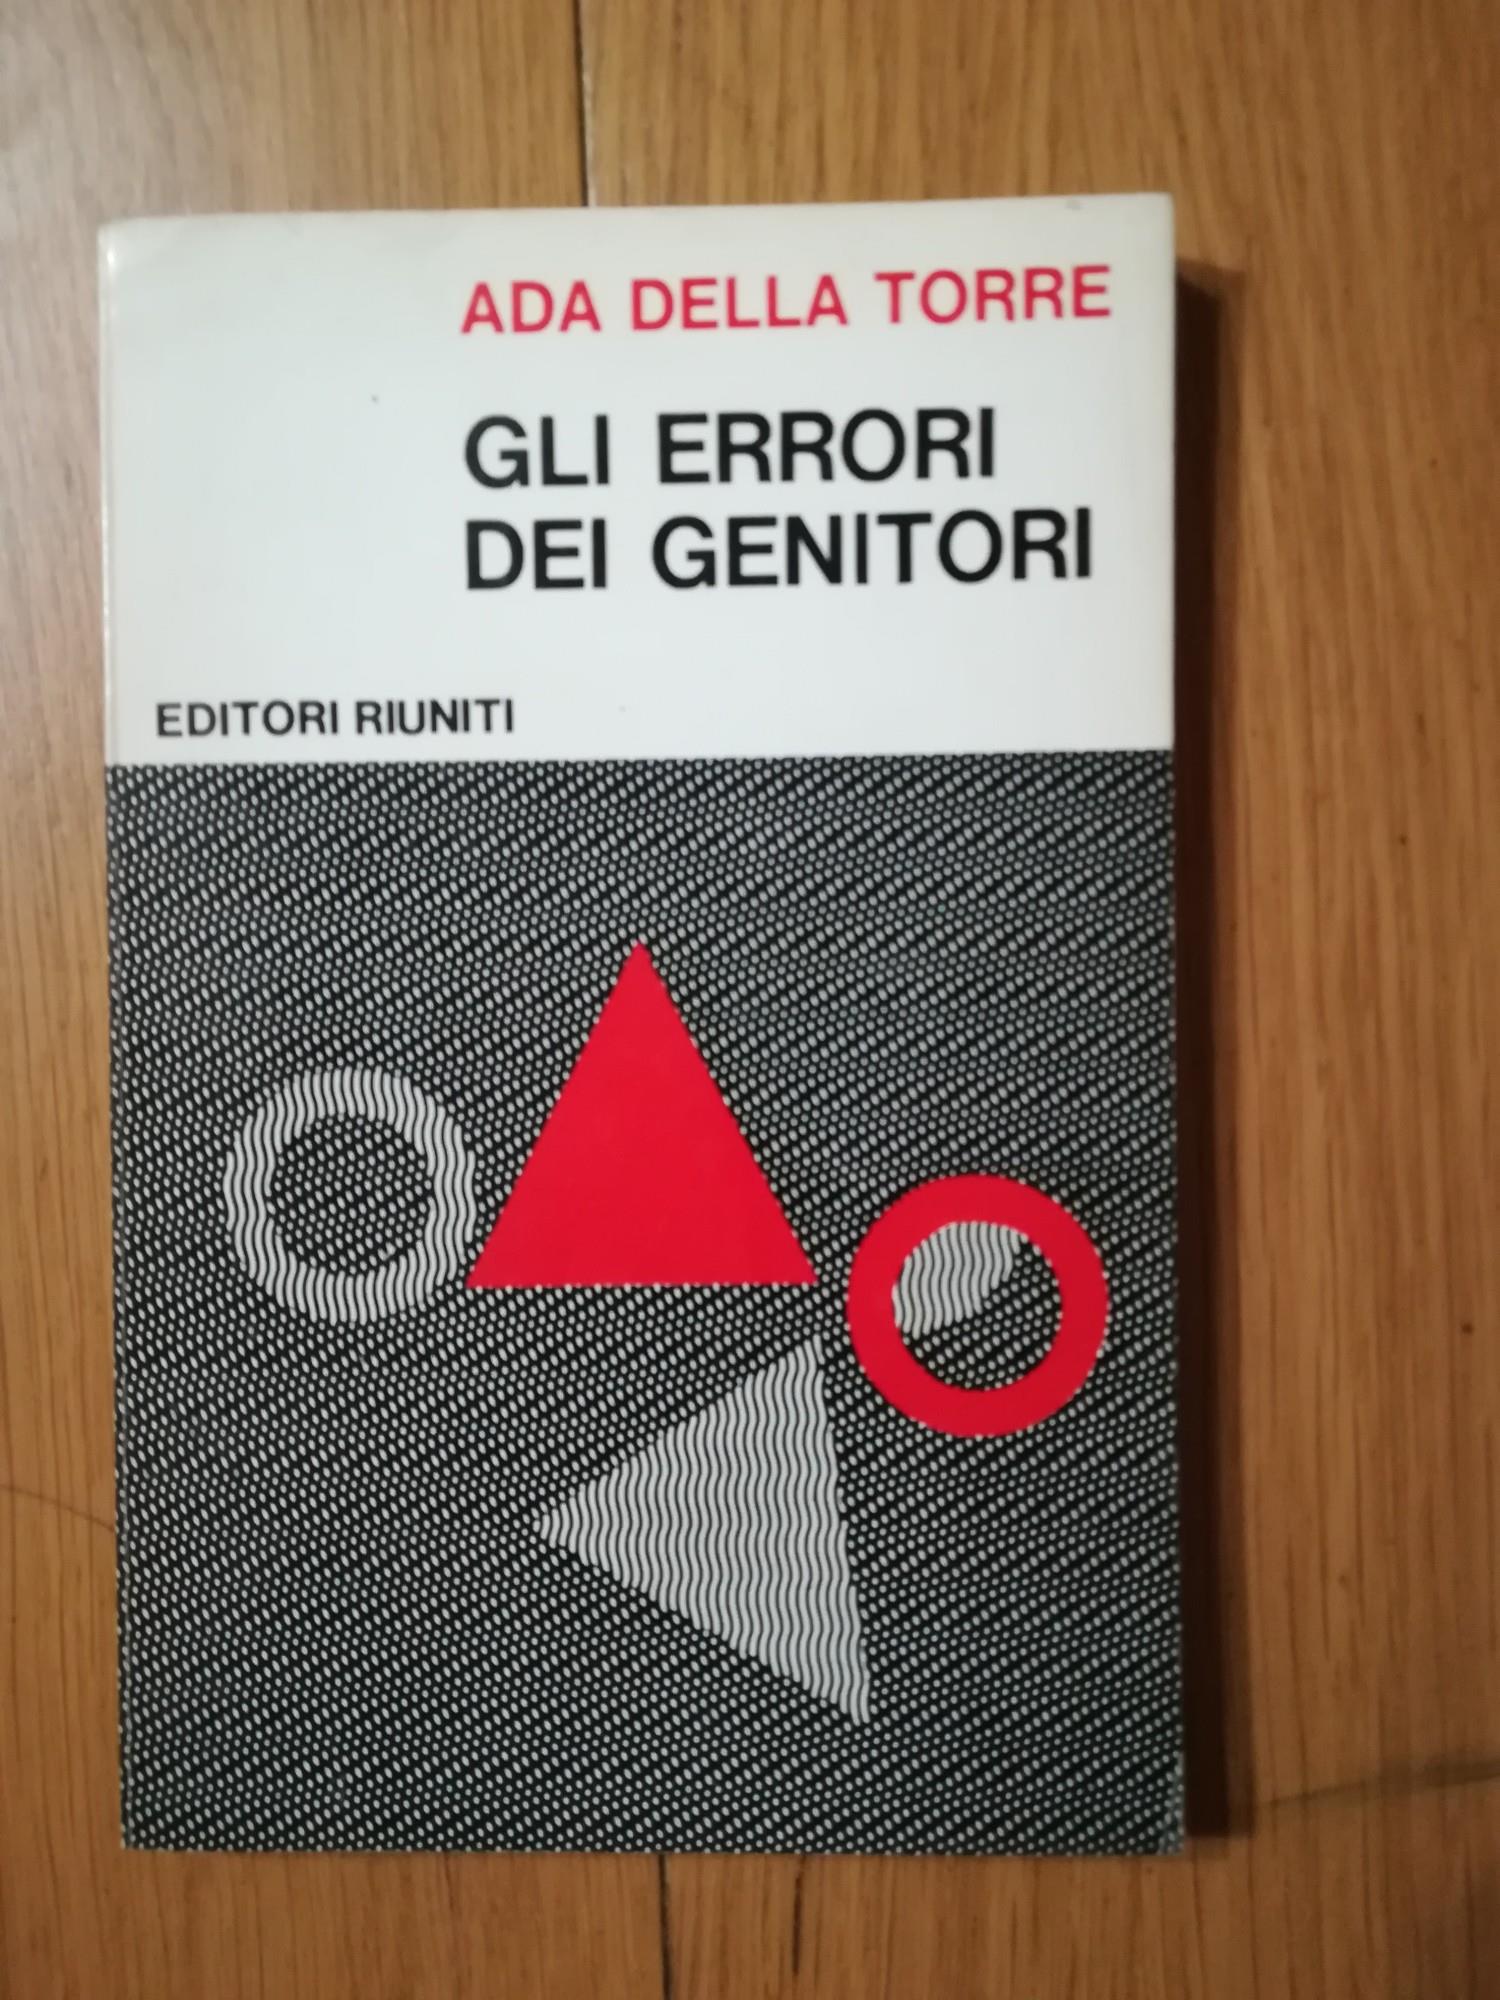 ADA DELLA TORRE
GLI ERRORI
DEI GENITORI
EDITORI RIUNITI